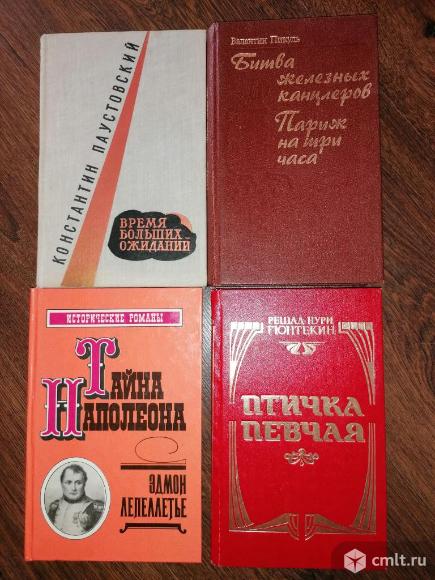 КОНСТАНТИН ПАУСТОВСКИЙ
ВРЕМЯ
БОЛЬШИХ
ОЖИДАНИЙ
Валентин Пикуль
Битва
железных
канцлеров
Париж
на три
часа
ИСТОРИЧЕСКИЕ РОМАНЫ
ТАЙНА
НАПОЛЕОНА
ЭДМОН
ЛЕПЕЛЛЕТЬЕ
РЕШАД НУРИ
ГЮНТЕКИН
ПТИЧКА
ПЕВЧАЯ
cmlt.ru